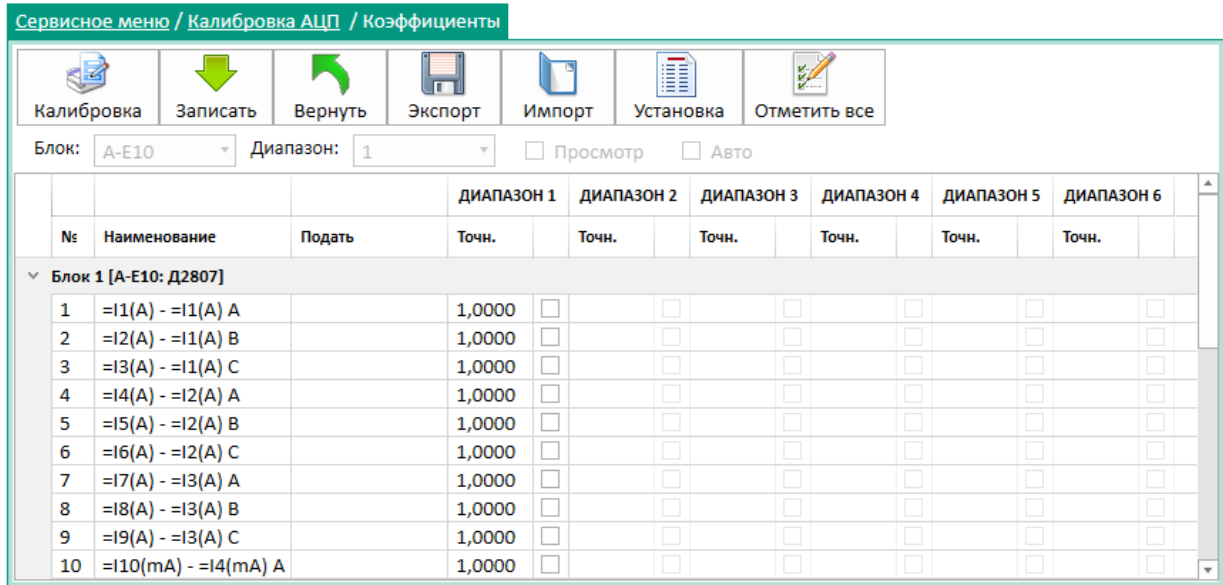 Сервисное меню / Калибровка АЦП / Коэффициенты
Калибровка Записать Вернуть Экспорт Импорт Установка Отметить все
Блок: A-E10 Диапазон: 1 Просмотр Авто
ДИАПАЗОН 1 ДИАПАЗОН 2 ДИАПАЗОН 3 ДИАПАЗОН 4 ДИАПАЗОН 5 ДИАПАЗОН 6
№ Наименование Подать Точн. Точн. Точн. Точн. Точн. Точн.
Блок 1 [A-E10: Д2807]
1 =I1(A) - =I1(A) A 1,0000
2 =I2(A) - =I1(A) B 1,0000
3 =I3(A) - =I1(A) C 1,0000
4 =I4(A) - =I2(A) A 1,0000
5 =I5(A) - =I2(A) B 1,0000
6 =I6(A) - =I2(A) C 1,0000
7 =I7(A) - =I3(A) A 1,0000
8 =I8(A) - =I3(A) B 1,0000
9 =I9(A) - =I3(A) C 1,0000
10 =I10(mA) - =I4(mA) A 1,0000